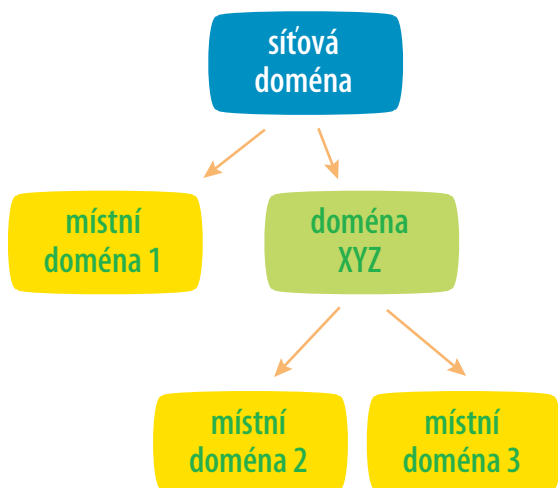 síťová
doména
místní
doména 1
doména
XYZ
místní
doména 2
místní
doména 3